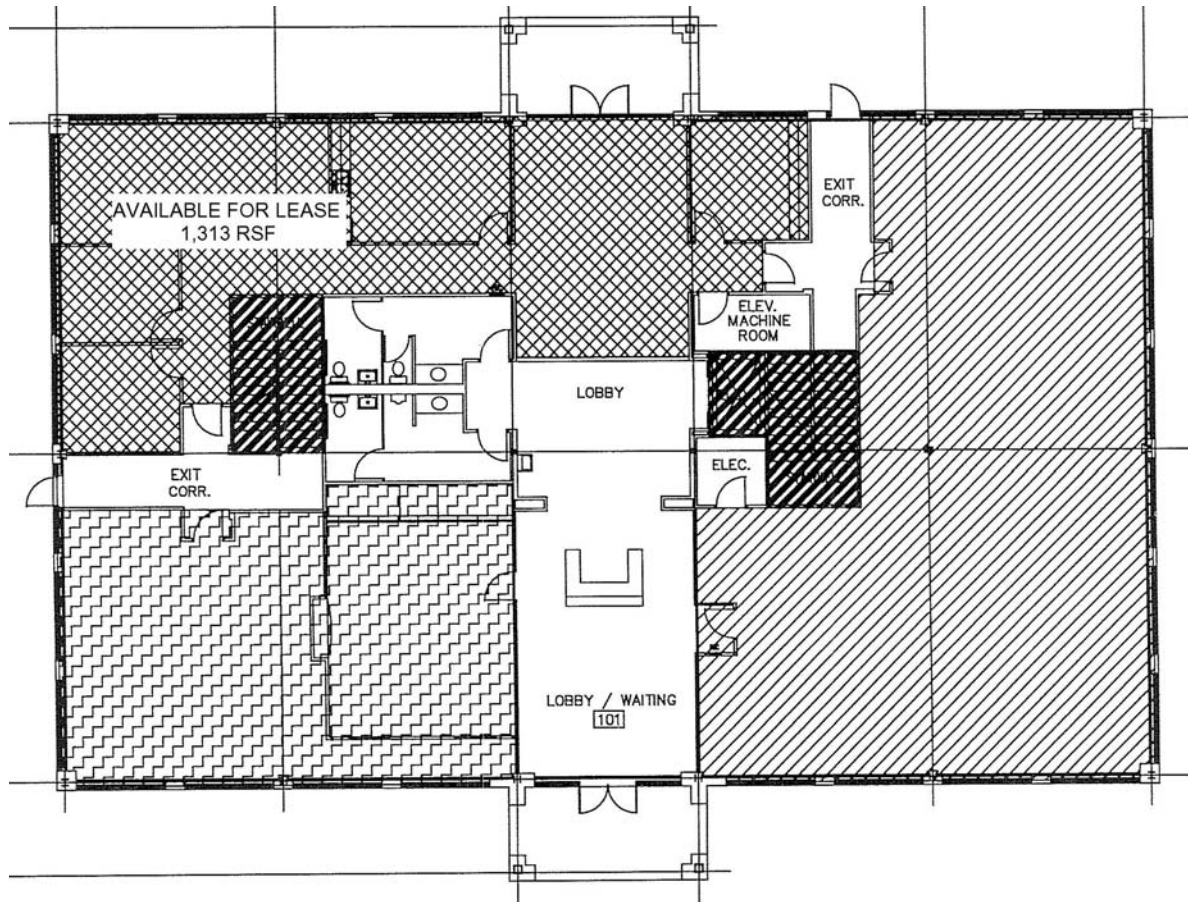 AVAILABLE FOR LEASE
1,313 RSF
EXIT
CORR.
ELEV.
MACHINE
ROOM
LOBBY
ELEC.
EXIT
CORR.
LOBBY / WAITING
101